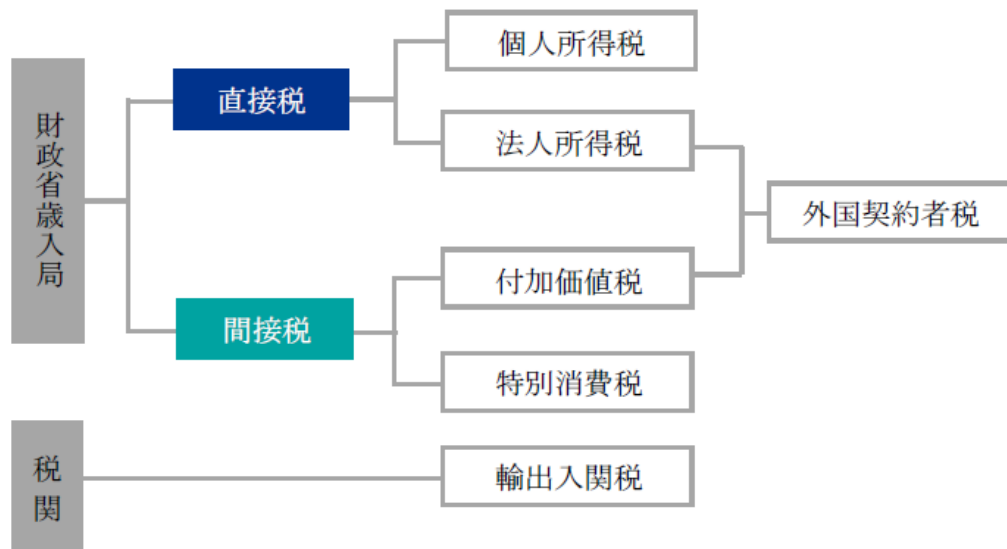 財政省歳入局
直接税
個人所得税
法人所得税
間接税
付加価値税
特別消費税
外国契約者税
税関
輸出入関税